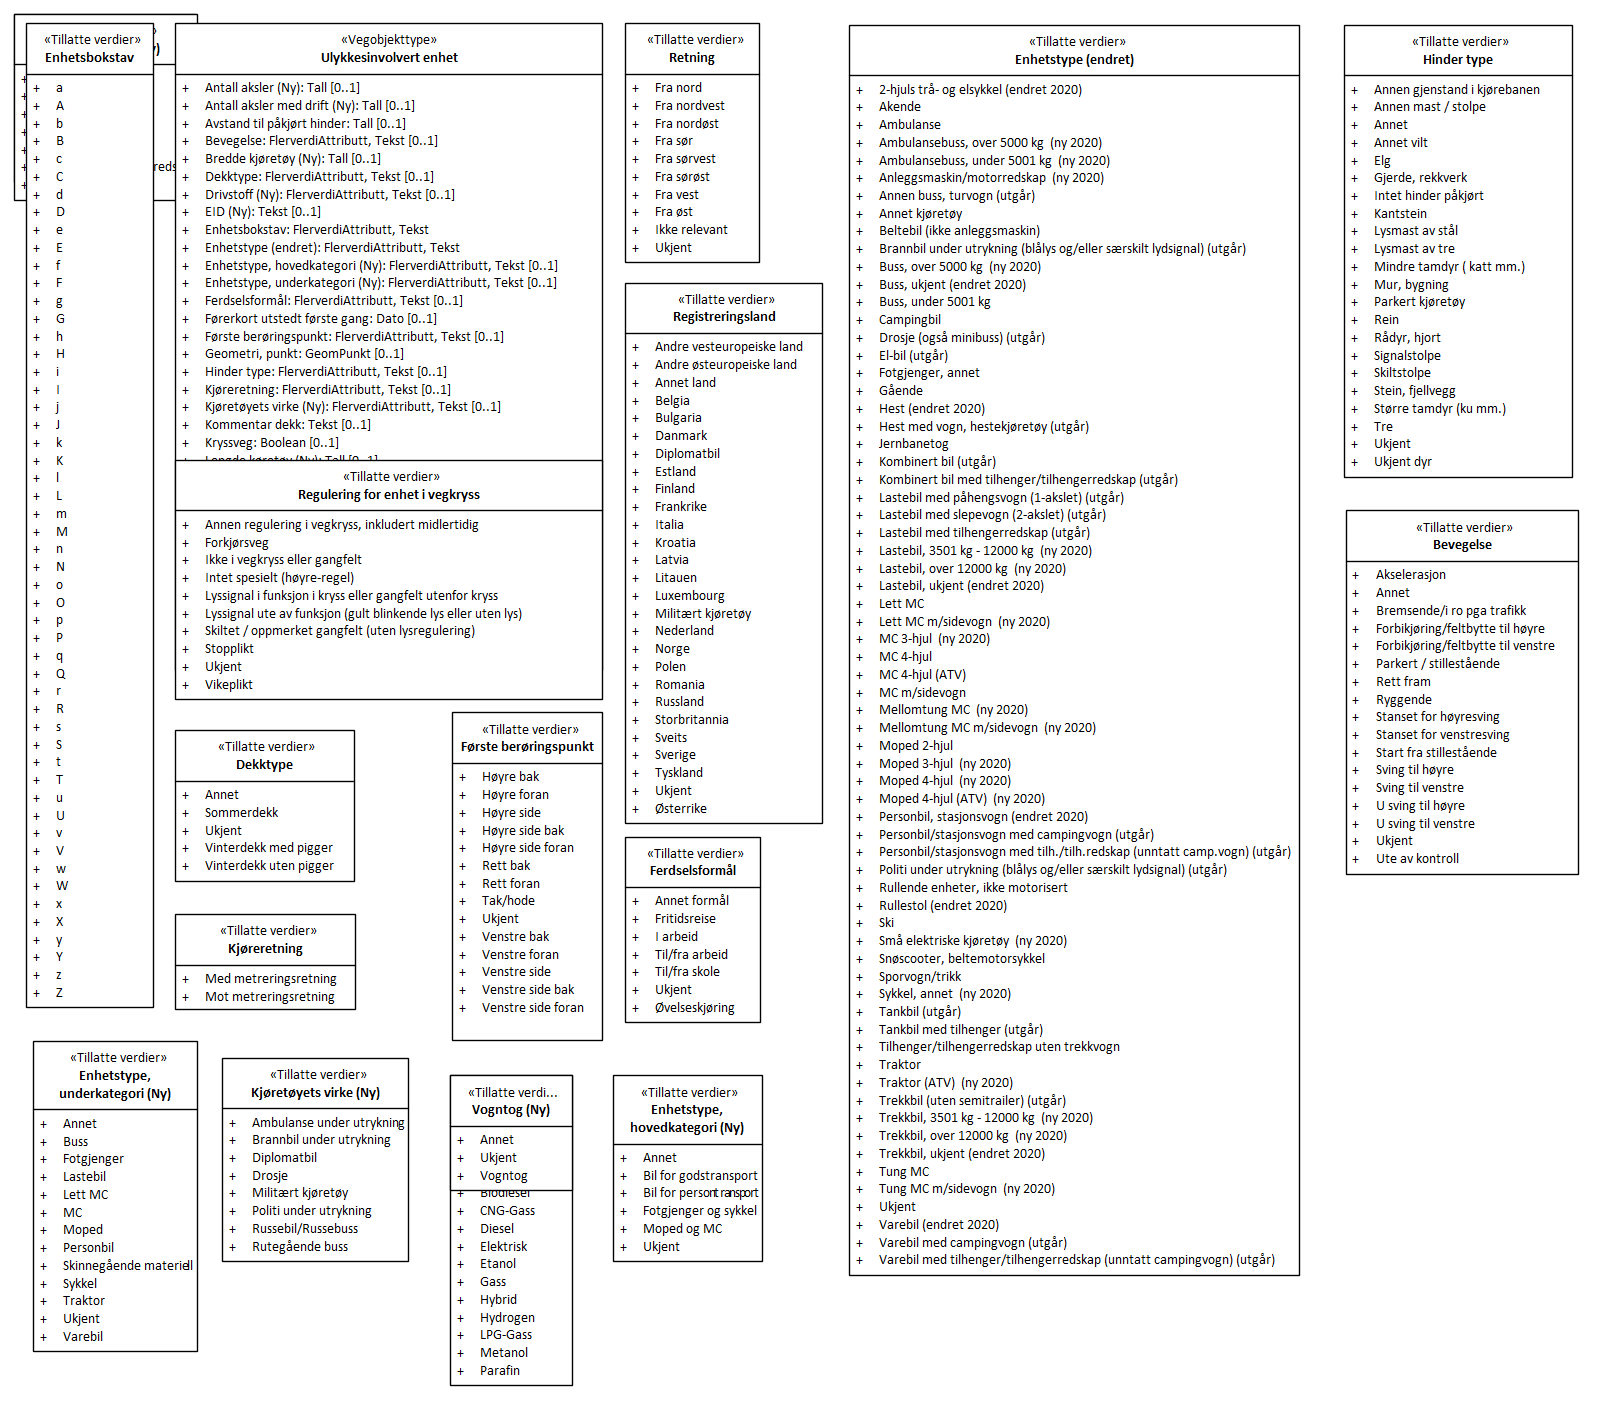 «Tillatte verdier»
Enhetsbokstav
+ a
+ A
+ b
+ B
+ c
+ C
+ d
+ D
+ e
+ E
+ f
+ F
+ g
+ G
+ h
+ H
+ i
+ I
+ j
+ J
+ k
+ K
+ l
+ L
+ m
+ M
+ n
+ N
+ o
+ O
+ p
+ P
+ q
+ Q
+ r
+ R
+ s
+ S
+ t
+ T
+ u
+ U
+ v
+ V
+ w
+ W
+ x
+ X
+ y
+ Y
+ z
+ Z
«Vegobjekttype»
Ulykkesinvolvert enhet
+ Antall aksler (Ny): Tall [0..1]
+ Antall aksler med drift (Ny): Tall [0..1]
+ Avstand til påkjørt hinder: Tall [0..1]
+ Bevegelse: FlerverdiAttributt, Tekst [0..1]
+ Bredde kjøretøy (Ny): Tall [0..1]
+ Dekktype: FlerverdiAttributt, Tekst [0..1]
+ Drivstoff (Ny): FlerverdiAttributt, Tekst [0..1]
+ EID (Ny): Tekst [0..1]
+ Enhetsbokstav: FlerverdiAttributt, Tekst
+ Enhetstype (endret): FlerverdiAttributt, Tekst
+ Enhetstype, hovedkategori (Ny): FlerverdiAttributt, Tekst [0..1]
+ Enhetstype, underkategori (Ny): FlerverdiAttributt, Tekst [0..1]
+ Ferdselsformål: FlerverdiAttributt, Tekst [0..1]
+ Førerkort utstedt første gang: Dato [0..1]
+ Første berøringspunkt: FlerverdiAttributt, Tekst [0..1]
+ Geometri, punkt: GeomPunkt [0..1]
+ Hinder type: FlerverdiAttributt, Tekst [0..1]
+ Kjøreretning: FlerverdiAttributt, Tekst [0..1]
+ Kjøretøyets virke (Ny): FlerverdiAttributt, Tekst [0..1]
+ Kommentar dekk: Tekst [0..1]
+ Kryssveg: Boolean [0..1]
+ Lengde køretøy (Ny): Tall [0..1]
«Tillatte verdier»
Regulering for enhet i vegkryss
+ Annen regulering i vegkryss, inkludert midlertidig
+ Forkjørsveg
+ Ikke i vegkryss eller gangfelt
+ Intet spesielt (høyre-regel)
+ Lyssignal i funksjon i kryss eller gangfelt utenfor kryss
+ Lyssignal ute av funksjon (gult blinkende lys eller uten lys)
+ Skiltet / oppmerket gangfelt (uten lysregulering)
+ Stopplikt
+ Ukjent
+ Vikeplikt
«Tillatte verdier»
Dekktype
+ Annet
+ Sommerdekk
+ Ukjent
+ Vinterdekk med pigger
+ Vinterdekk uten pigger
«Tillatte verdier»
Kjøreretning
+ Med metreringsretning
+ Mot metreringsretning
«Tillatte verdier»
Første berøringspunkt
+ Høyre bak
+ Høyre foran
+ Høyre side
+ Høyre side bak
+ Høyre side foran
+ Rett bak
+ Rett foran
+ Tak/hode
+ Ukjent
+ Venstre bak
+ Venstre foran
+ Venstre side
+ Venstre side bak
+ Venstre side foran
«Tillatte verdier»
Retning
+ Fra nord
+ Fra nordvest
+ Fra nordøst
+ Fra sør
+ Fra sørvest
+ Fra sørøst
+ Fra vest
+ Fra øst
+ Ikke relevant
+ Ukjent
«Tillatte verdier»
Registreringsland
+ Andre vesteuropeiske land
+ Andre østeuropeiske land
+ Annet land
+ Belgia
+ Bulgaria
+ Danmark
+ Diplomatbil
+ Estland
+ Finland
+ Frankrike
+ Italia
+ Kroatia
+ Latvia
+ Litauen
+ Luxembourg
+ Militært kjøretøy
+ Nederland
+ Norge
+ Polen
+ Romania
+ Russland
+ Storbritannia
+ Sveits
+ Sverige
+ Tyskland
+ Ukjent
+ Østerrike
«Tillatte verdier»
Ferdselsformål
+ Annet formål
+ Fritidsreise
+ I arbeid
+ Til/fra arbeid
+ Til/fra skole
+ Ukjent
+ Øvelseskjøring
«Tillatte verdier»
Enhetstype (endret)
+ 2-hjuls trå- og elsykkel (endret 2020)
+ Akende
+ Ambulanse
+ Ambulansebuss, over 5000 kg (ny 2020)
+ Ambulansebuss, under 5001 kg (ny 2020)
+ Anleggsmaskin/motorredskap (ny 2020)
+ Annen buss, turvogn (utgår)
+ Annet kjøretøy
+ Beltebil (ikke anleggsmaskin)
+ Brannbil under utrykning (blålys og/eller særskilt lydsignal) (utgår)
+ Buss, over 5000 kg (ny 2020)
+ Buss, ukjent (endret 2020)
+ Buss, under 5001 kg
+ Campingbil
+ Drosje (også minibuss) (utgår)
+ El-bil (utgår)
+ Fotgjenger, annet
+ Gående
+ Hest (endret 2020)
+ Hest med vogn, hestekjøretøy (utgår)
+ Jernbanetog
+ Kombinert bil (utgår)
+ Kombinert bil med tilhenger/tilhengerredskap (utgår)
+ Lastebil med påhengsvogn (1-akslet) (utgår)
+ Lastebil med slepevogn (2-akslet) (utgår)
+ Lastebil med tilhengerredskap (utgår)
+ Lastebil, 3501 kg - 12000 kg (ny 2020)
+ Lastebil, over 12000 kg (ny 2020)
+ Lastebil, ukjent (endret 2020)
+ Lett MC
+ Lett MC m/sidevogn (ny 2020)
+ MC 3-hjul (ny 2020)
+ MC 4-hjul
+ MC 4-hjul (ATV)
+ MC m/sidevogn
+ Mellomtung MC (ny 2020)
+ Mellomtung MC m/sidevogn (ny 2020)
+ Moped 2-hjul
+ Moped 3-hjul (ny 2020)
+ Moped 4-hjul (ny 2020)
+ Moped 4-hjul (ATV) (ny 2020)
+ Personbil, stasjonsvogn (endret 2020)
+ Personbil/stasjonsvogn med campingvogn (utgår)
+ Personbil/stasjonsvogn med tilh./tilh.redskap (unntatt camp.vogn) (utgår)
+ Politi under utrykning (blålys og/eller særskilt lydsignal) (utgår)
+ Rullende enheter, ikke motorisert
+ Rullestol (endret 2020)
+ Ski
+ Små elektriske kjøretøy (ny 2020)
+ Snøscooter, beltemotorsykkel
+ Sporvogn/trikk
+ Sykkel, annet (ny 2020)
+ Tankbil (utgår)
+ Tankbil med tilhenger (utgår)
+ Tilhenger/tilhengerredskap uten trekkvogn
+ Traktor
+ Traktor (ATV) (ny 2020)
+ Trekkbil (uten semitrailer) (utgår)
+ Trekkbil, 3501 kg - 12000 kg (ny 2020)
+ Trekkbil, over 12000 kg (ny 2020)
+ Trekkbil, ukjent (endret 2020)
+ Tung MC
+ Tung MC m/sidevogn (ny 2020)
+ Ukjent
+ Varebil (endret 2020)
+ Varebil med campingvogn (utgår)
+ Varebil med tilhenger/tilhengerredskap (unntatt campingvogn) (utgår)
«Tillatte verdier»
Hinder type
+ Annen gjenstand i kjørebanen
+ Annen mast / stolpe
+ Annet
+ Annet vilt
+ Elg
+ Gjerde, rekkverk
+ Intet hinder påkjørt
+ Kantstein
+ Lysmast av stål
+ Lysmast av tre
+ Mindre tamdyr ( katt mm.)
+ Mur, bygning
+ Parkert kjøretøy
+ Rein
+ Rådyr, hjort
+ Signalstolpe
+ Skiltstolpe
+ Stein, fjellvegg
+ Større tamdyr (ku mm.)
+ Tre
+ Ukjent
+ Ukjent dyr
«Tillatte verdier»
Bevegelse
+ Akselerasjon
+ Annet
+ Bremsende/i ro pga trafikk
+ Forbikjøring/feltbytte til høyre
+ Forbikjøring/feltbytte til venstre
+ Parkert / stillestående
+ Rett fram
+ Ryggende
+ Stanset for høyresving
+ Stanset for venstresving
+ Start fra stillestående
+ Sving til høyre
+ Sving til venstre
+ U sving til høyre
+ U sving til venstre
+ Ukjent
+ Ute av kontroll
«Tillatte verdier»
Enhetstype,
underkategori (Ny)
+ Annet
+ Buss
+ Fotgjenger
+ Lastebil
+ Lett MC
+ MC
+ Moped
+ Personbil
+ Skinnegående materiell
+ Sykkel
+ Traktor
+ Ukjent
+ Varebil
«Tillatte verdier»
Kjøretøyets virke (Ny)
+ Ambulanse under utrykning
+ Brannbil under utrykning
+ Diplomatbil
+ Drosje
+ Militært kjøretøy
+ Politi under utrykning
+ Russebil/Russebuss
+ Rutegående buss
«Tillatte verdi...
Vogntog (Ny)
+ Annet
+ Ukjent
+ Vogntog
+ Biodiesel
+ CNG-Gass
+ Diesel
+ Elektrisk
+ Etanol
+ Gass
+ Hybrid
+ Hydrogen
+ LPG-Gass
+ Metanol
+ Parafin
«Tillatte verdier»
Enhetstype,
hovedkategori (Ny)
+ Annet
+ Bil for godstransport
+ Bil for persontransport
+ Fotgjenger og sykkel
+ Moped og MC
+ Ukjent